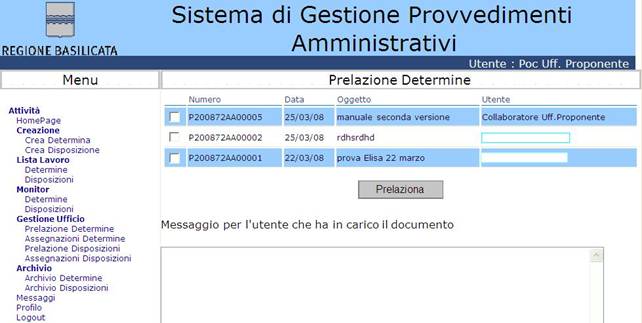 Sistema di Gestione Provvedimenti
Amministrativi
REGIONE BASILICATA
Utente : Poc Uff. Proponente
Menu
Prelazione Determine
Attività
HomePage
Creazione
Crea Determina
Crea Disposizione
Lista Lavoro
Determine
Disposizioni
Monitor
Determine
Disposizioni
Gestione Ufficio
Prelazione Determine
Assegnazioni Determine
Prelazione Disposizioni
Assegnazioni Disposizioni
Archivio
Archivio Determine
Archivio Disposizioni
Messaggi
Profilo
Logout
Numero Data Oggetto Utente
P200872AA00005 25/03/08 manuale seconda versione Collaboratore Uff.Proponente
P200872AA00002 25/03/08 rdhsrdhd
P200872AA00001 22/03/08 prova Elisa 22 marzo
Prelaziona
Messaggio per l'utente che ha in carico il documento